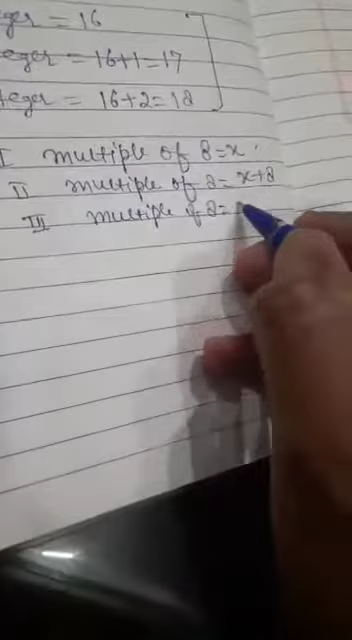 eger = 16
eger = 16+1=17
teger = 16+2=18
I multiple of 8=x
II multiple of 8= x+8
III multiple of 8=